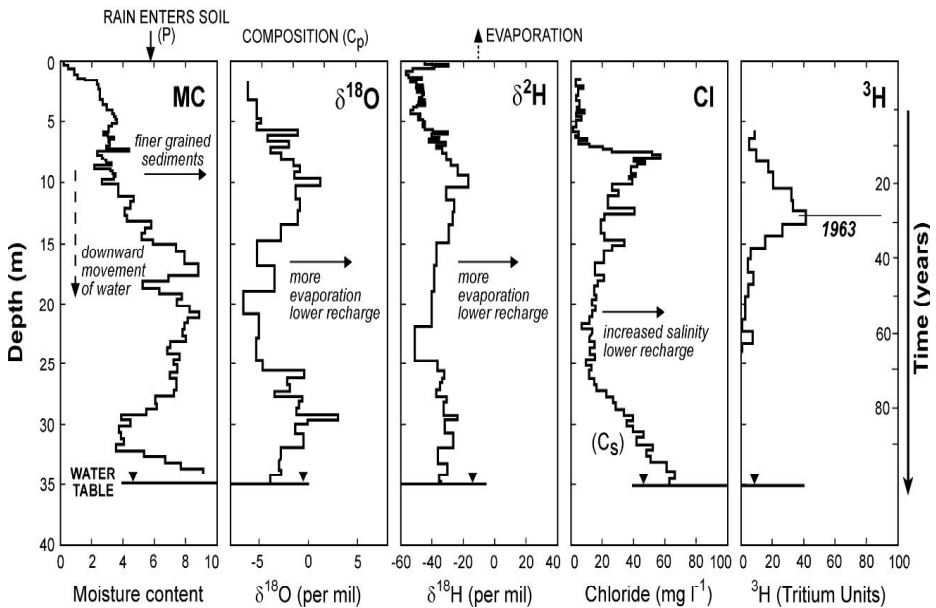 RAIN ENTERS SOIL
(P)
COMPOSITION (Cp)
EVAPORATION
MC
δ18O
δ2H
Cl
3H
0
5
10
15
20
25
30
35
40
Depth (m)
finer grained
sediments
downward
movement
of water
WATER
TABLE
more
evaporation
lower recharge
more
evaporation
lower recharge
increased salinity
lower recharge
(Cs)
1963
20
40
60
80
Time (years)
0 2 4 6 8 10
-5 0 5
-60 -40 -20 0 20 40
0 20 40 60 80 100
0 20 40 60 80 100
Moisture content
δ18O (per mil)
δ18H (per mil)
Chloride (mg l-1)
3H (Tritium Units)